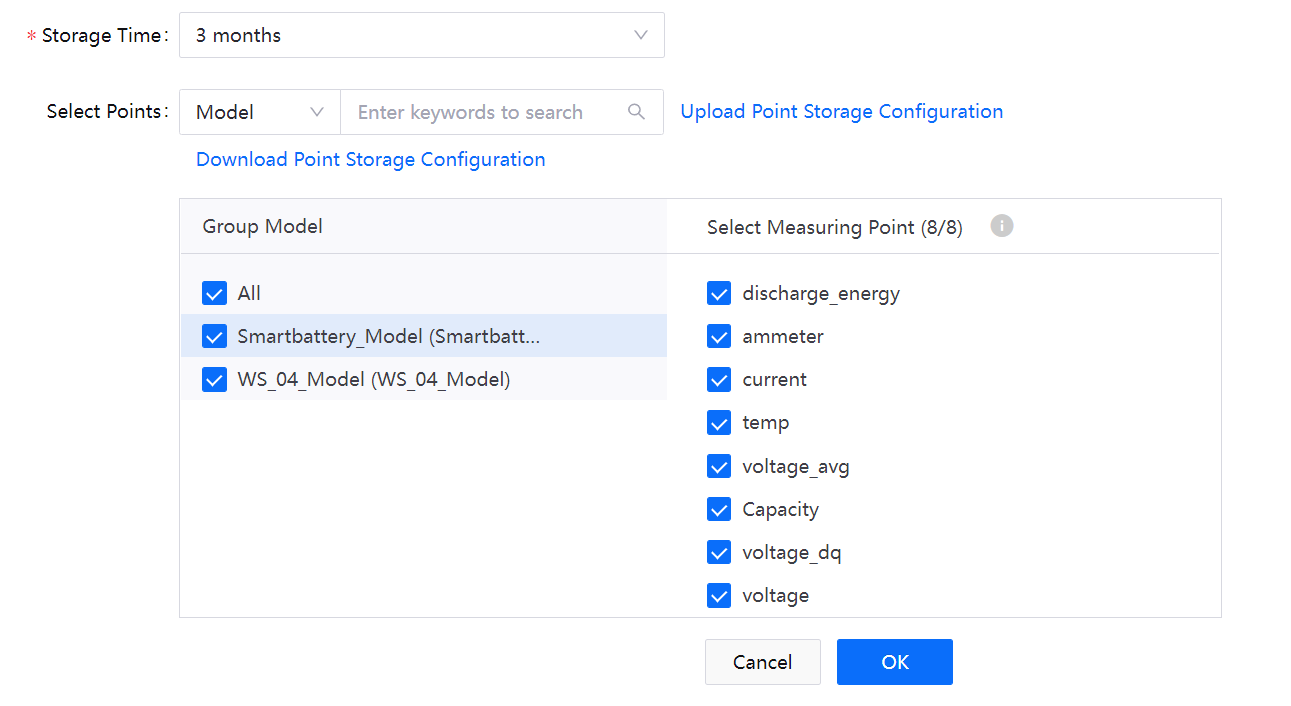 * Storage Time: 3 months
Select Points: Model Enter keywords to search Upload Point Storage Configuration
Download Point Storage Configuration
Group Model Select Measuring Point (8/8)
All discharge_energy
Smartbattery_Model (Smartbatt... ammeter
WS_04_Model (WS_04_Model) current
temp
voltage_avg
Capacity
voltage_dq
voltage
Cancel OK